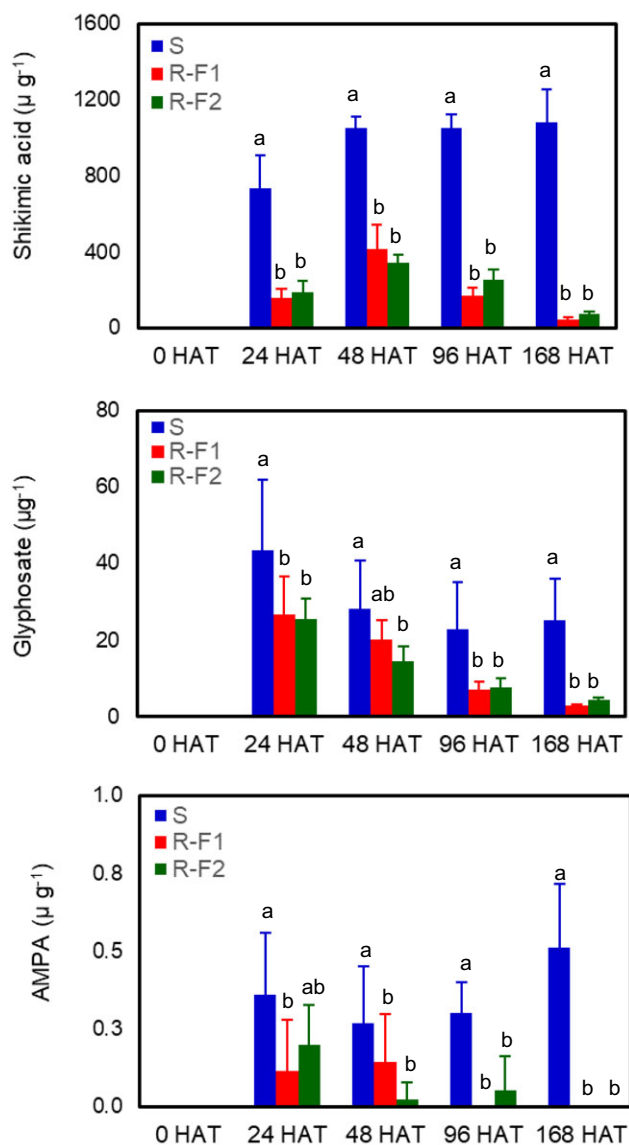 Shikimic acid (µ g⁻¹)
1600
1200
800
400
0
S
R-F1
R-F2
a
b b
a
b
b
a
b
b
a
b b
0 HAT 24 HAT 48 HAT 96 HAT 168 HAT
Glyphosate (µg⁻¹)
80
60
40
20
0
S
R-F1
R-F2
a
b
b
a
ab
b
a
b b
a
b b
0 HAT 24 HAT 48 HAT 96 HAT 168 HAT
AMPA (µ g⁻¹)
1.0
0.8
0.5
0.3
0.0
S
R-F1
R-F2
a
b
ab
a
b
b
a
b
b
a
b b
0 HAT 24 HAT 48 HAT 96 HAT 168 HAT